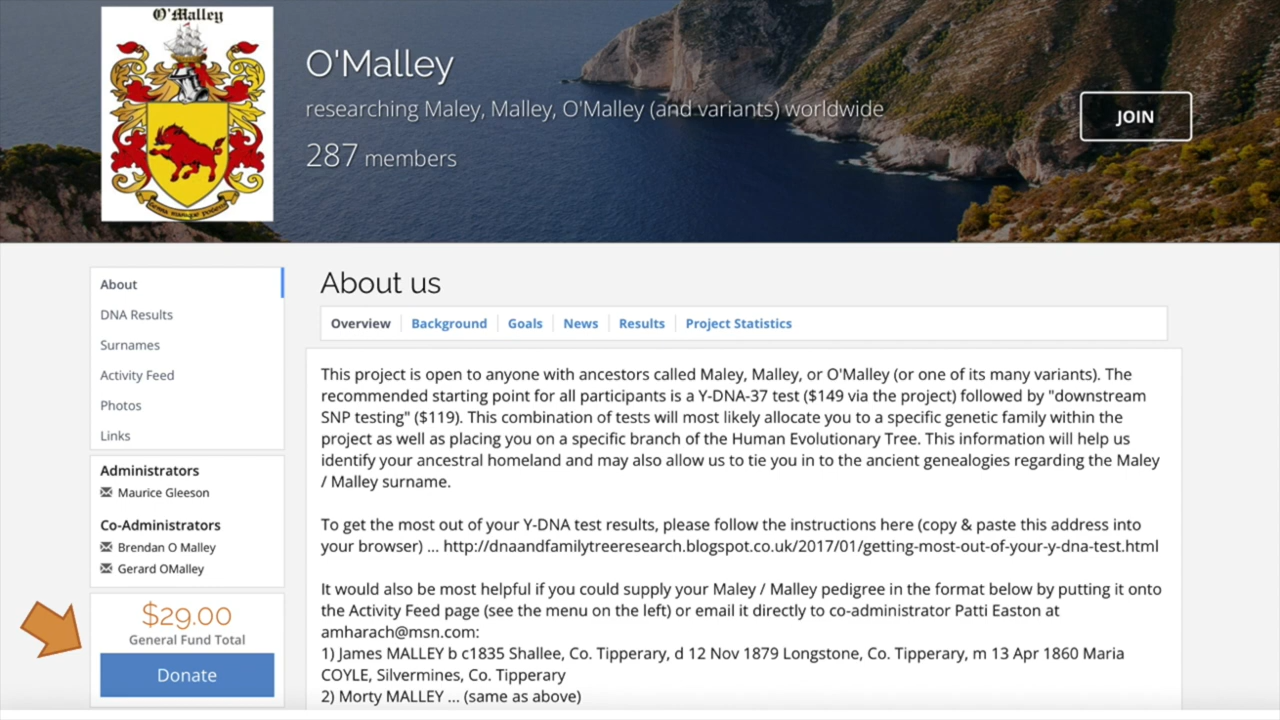 O'Malley
O'Malley
researching Maley, Malley, O'Malley (and variants) worldwide
287 members
JOIN
About
DNA Results
Surnames
Activity Feed
Photos
Links
Administrators
Maurice Gleeson
Co-Administrators
Brendan O Malley
Gerard OMalley
$29.00
General Fund Total
Donate
About us
Overview Background Goals News Results Project Statistics
This project is open to anyone with ancestors called Maley, Malley, or O'Malley (or one of its many variants). The
recommended starting point for all participants is a Y-DNA-37 test ($149 via the project) followed by "downstream
SNP testing" ($119). This combination of tests will most likely allocate you to a specific genetic family within the
project as well as placing you on a specific branch of the Human Evolutionary Tree. This information will help us
identify your ancestral homeland and may also allow us to tie you in to the ancient genealogies regarding the Maley
/ Malley surname.
To get the most out of your Y-DNA test results, please follow the instructions here (copy & paste this address into
your browser) ... http://dnaandfamilytreeresearch.blogspot.co.uk/2017/01/getting-most-out-of-your-y-dna-test.html
It would also be most helpful if you could supply your Maley / Malley pedigree in the format below by putting it onto
the Activity Feed page (see the menu on the left) or email it directly to co-administrator Patti Easton at
amharach@msn.com:
1) James MALLEY b c1835 Shallee, Co. Tipperary, d 12 Nov 1879 Longstone, Co. Tipperary, m 13 Apr 1860 Maria
COYLE, Silvermines, Co. Tipperary
2) Morty MALLEY ... (same as above)